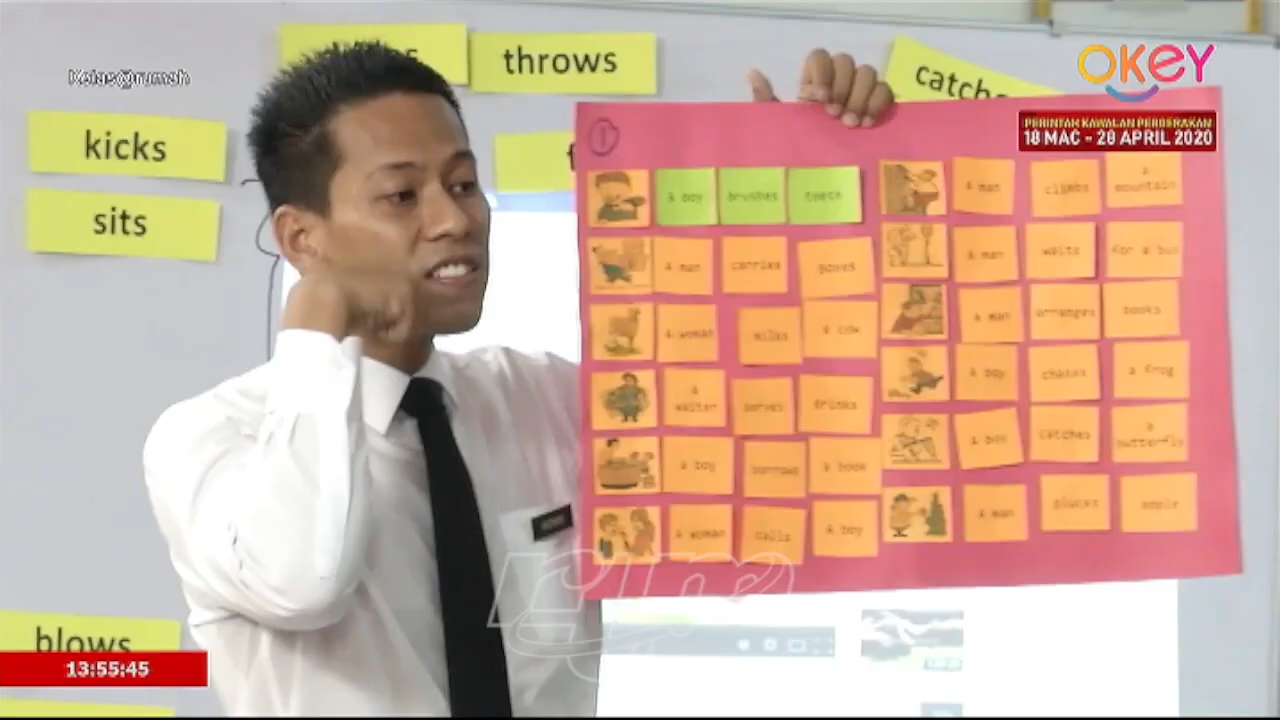 Kelas@rumah
throws
kicks
sits
OKEY
PERINTAH KAWALAN PERGERAKAN
18 MAC - 28 APRIL 2020
1
A boy brushes teeth
A man climbs a mountain
A man carries
A man waits for a bus
A woman milks a cow
A man arranges books
A waiter serves drinks
A boy chases a frog
A boy borrows a book
A boy catches a butterfly
A woman calls A boy
A man plucks apple
blows
13:55:45
rtm